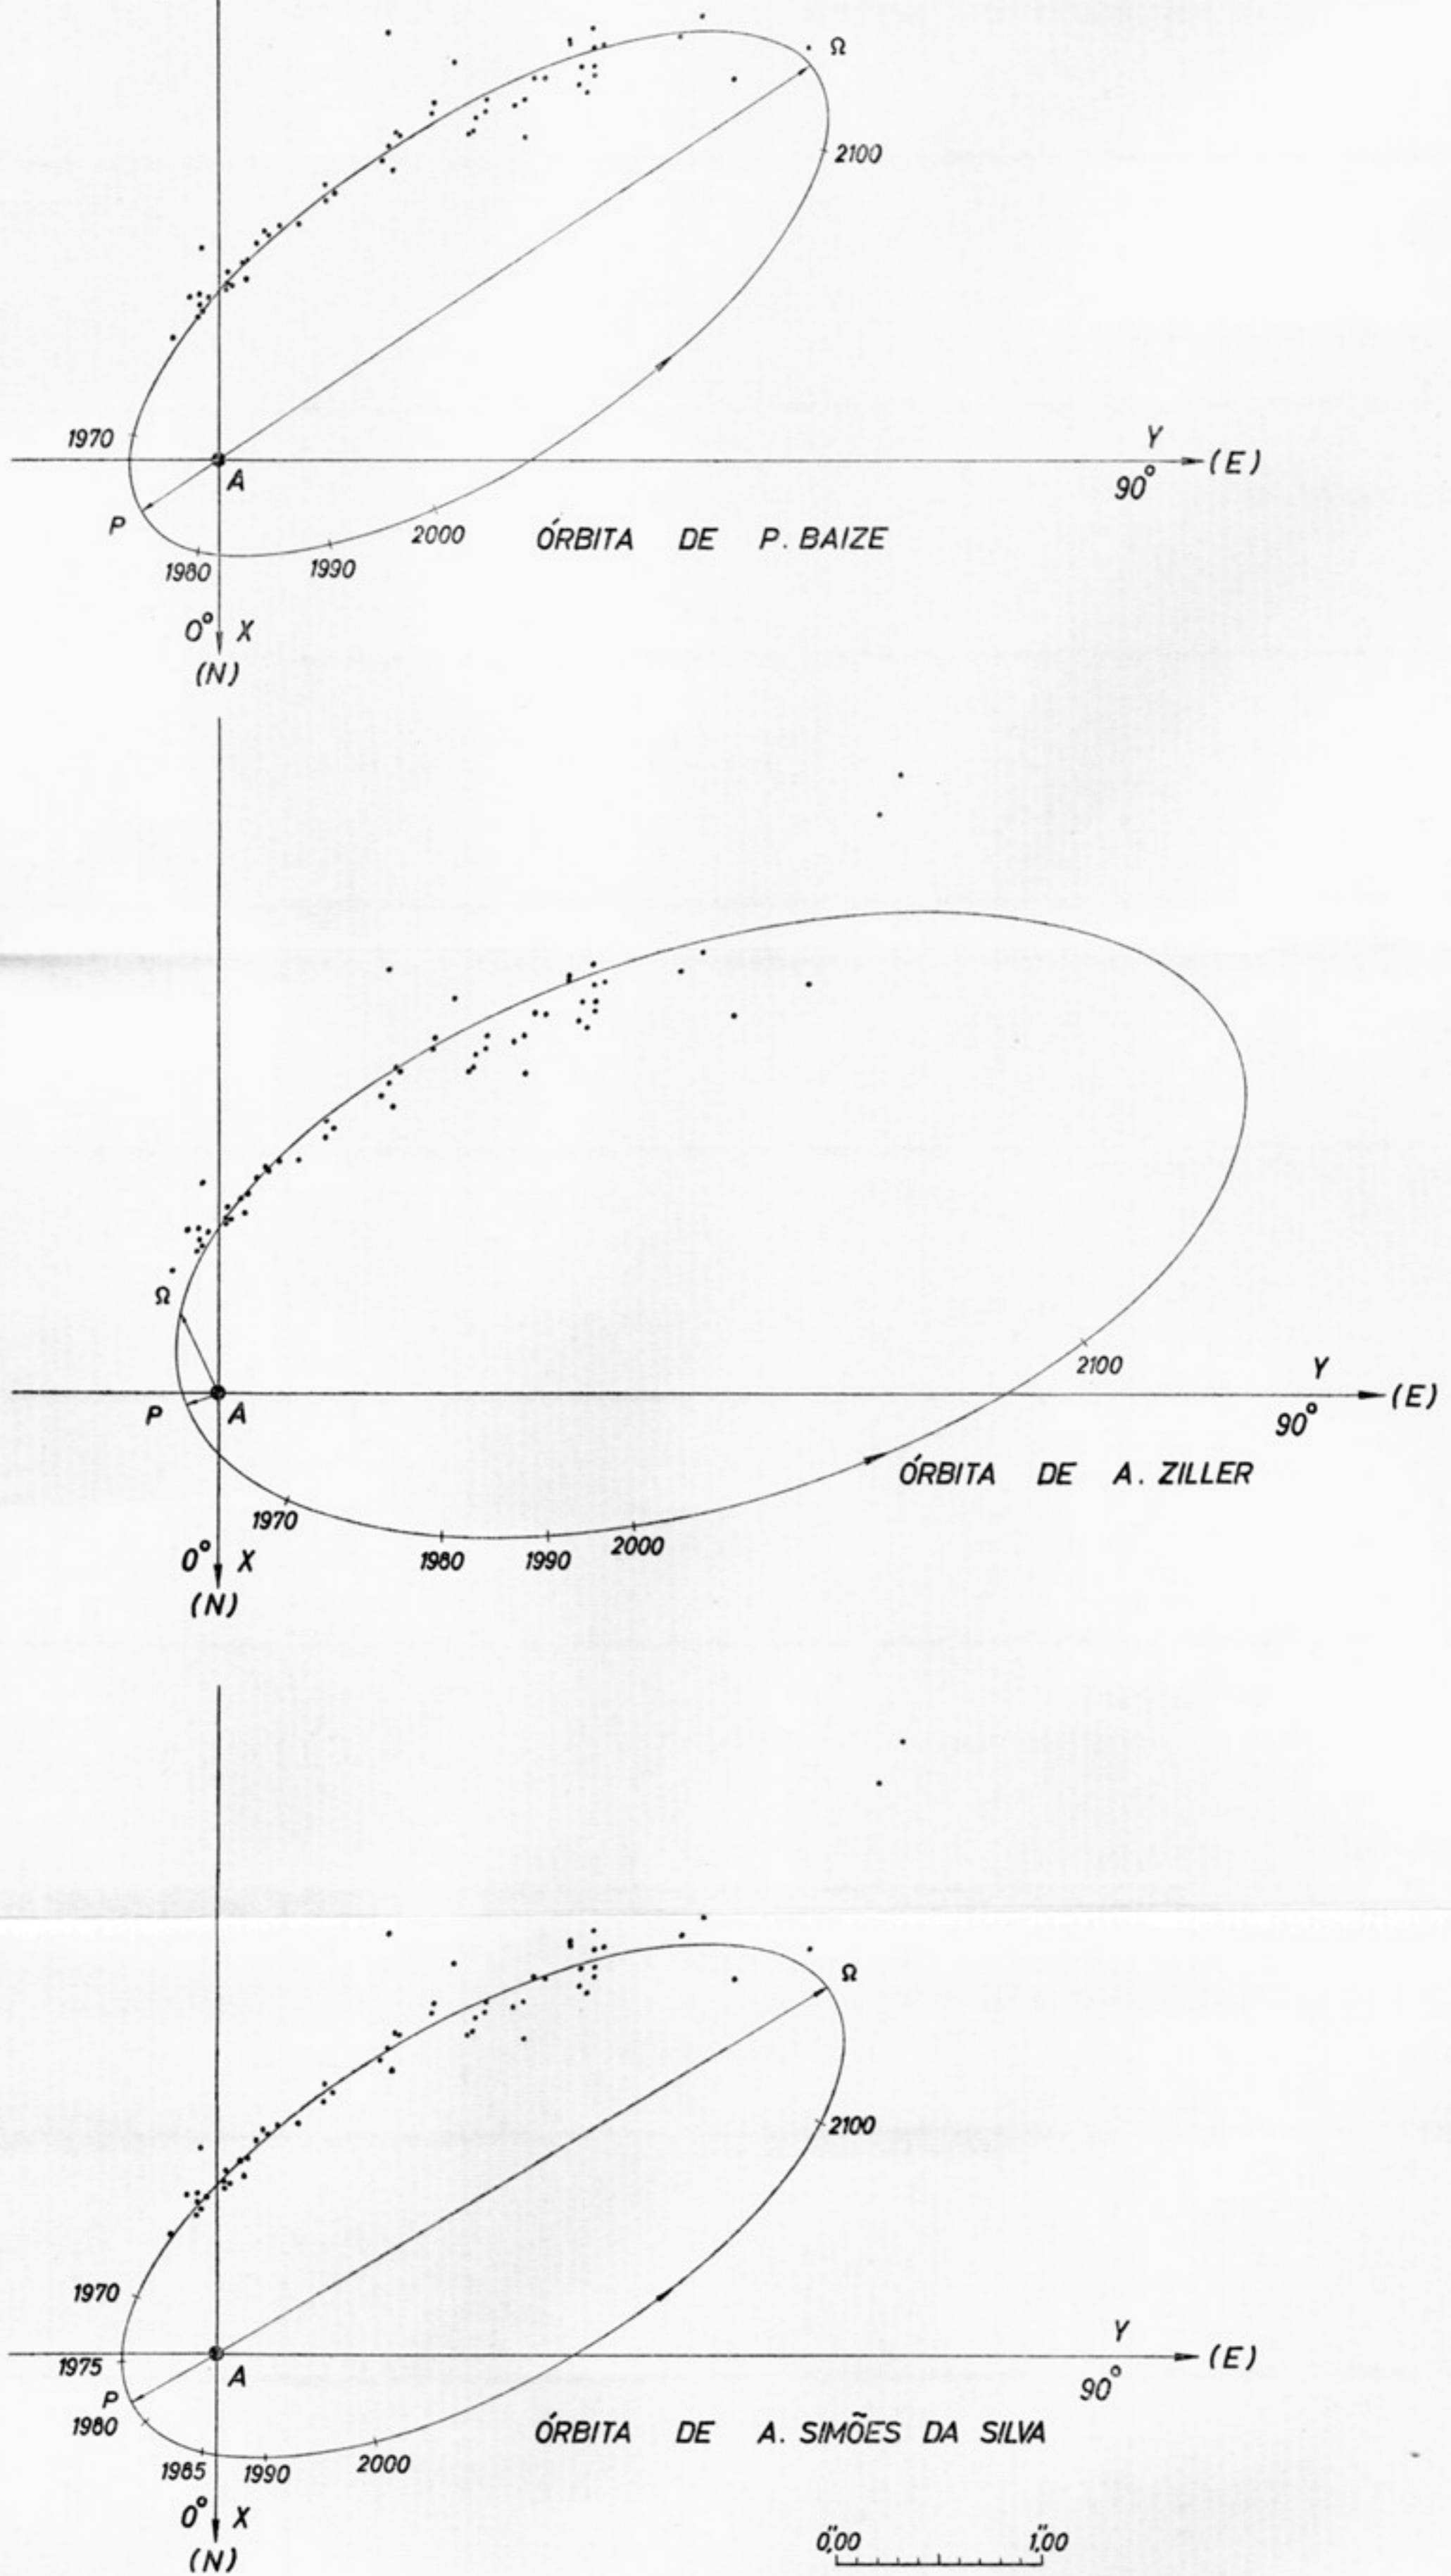 Ω
2100
1970
Y
A
90° (E)
P
2000
ÓRBITA DE P. BAIZE
1980
1990
0° X
(N)
Ω
2100
Y
P
A
90° (E)
ÓRBITA DE A. ZILLER
1970
1980
1990
2000
0° X
(N)
Ω
2100
1970
Y
1975
A
90° (E)
P
1980
ÓRBITA DE A. SIMÕES DA SILVA
1985
1990
2000
0° X
(N)
0",00 1",00